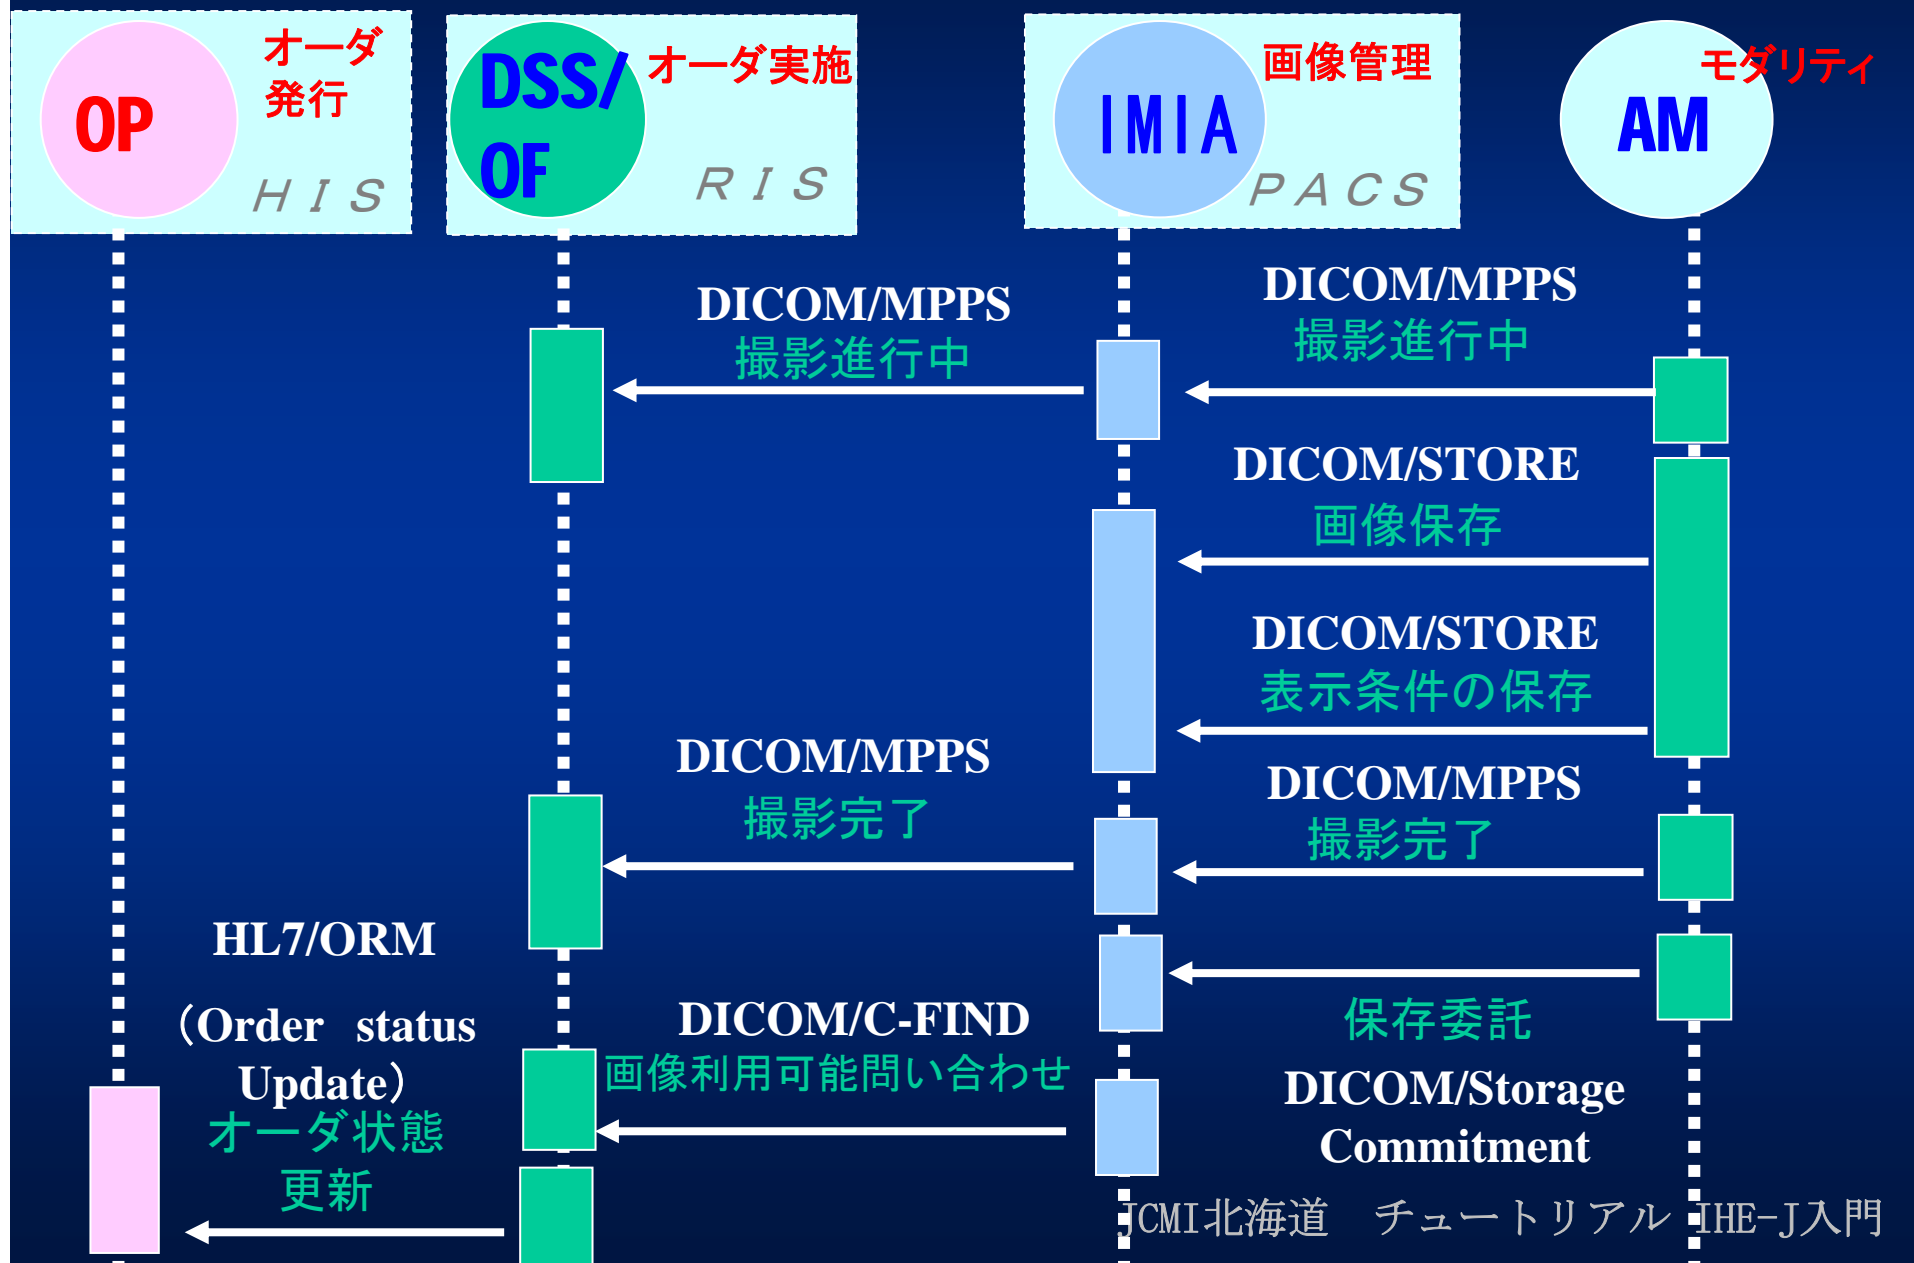 オーダ
発行
OP
ＨＩＳ
DSS/
OF
オーダ実施
ＲＩＳ
画像管理
ＩＭＩＡ
ＰＡＣＳ
モダリティ
AM
DICOM/MPPS
撮影進行中
DICOM/MPPS
撮影進行中
DICOM/STORE
画像保存
DICOM/STORE
表示条件の保存
DICOM/MPPS
撮影完了
DICOM/MPPS
撮影完了
HL7/ORM
（Order status
Update）
オーダ状態
更新
DICOM/C-FIND
画像利用可能問い合わせ
保存委託
DICOM/Storage
Commitment
JCMI北海道　チュートリアル IHE-J入門